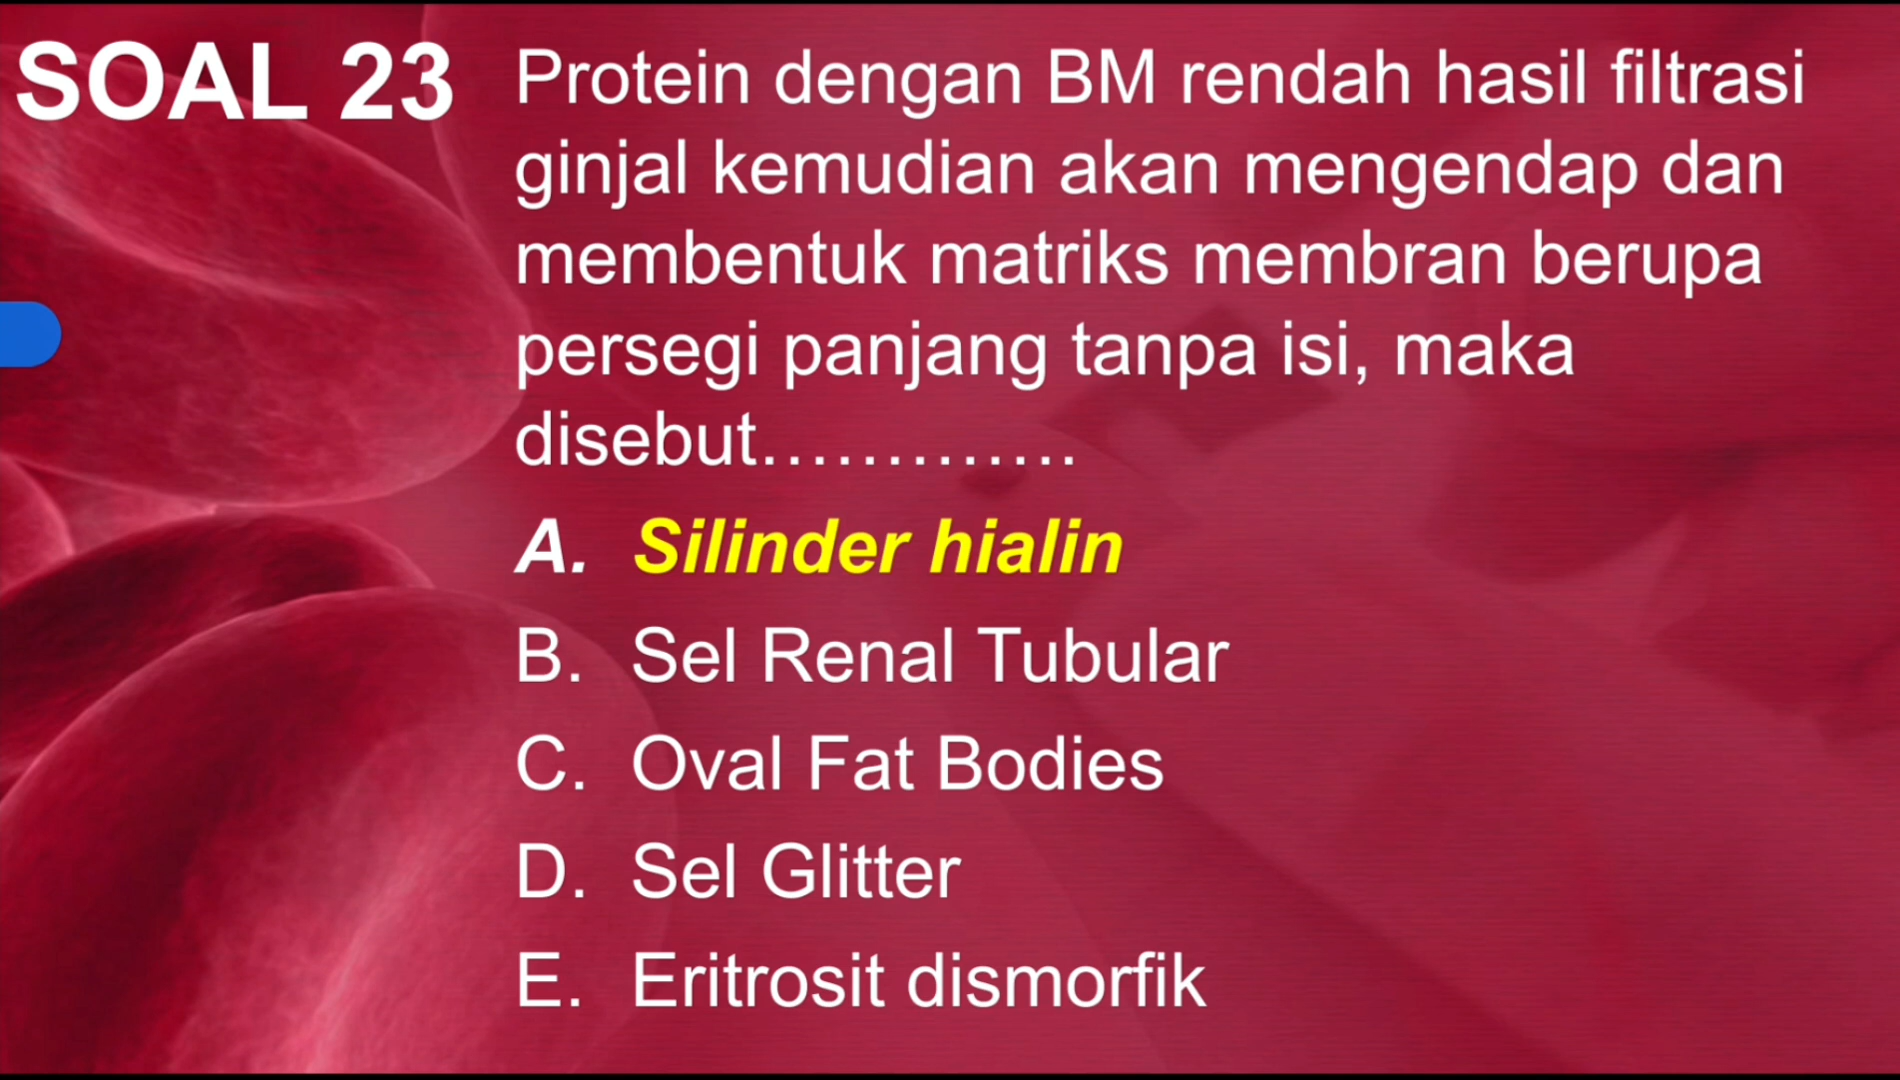 SOAL 23
Protein dengan BM rendah hasil filtrasi
ginjal kemudian akan mengendap dan
membentuk matriks membran berupa
persegi panjang tanpa isi, maka
disebut.............
A. Silinder hialin
B. Sel Renal Tubular
C. Oval Fat Bodies
D. Sel Glitter
E. Eritrosit dismorfik